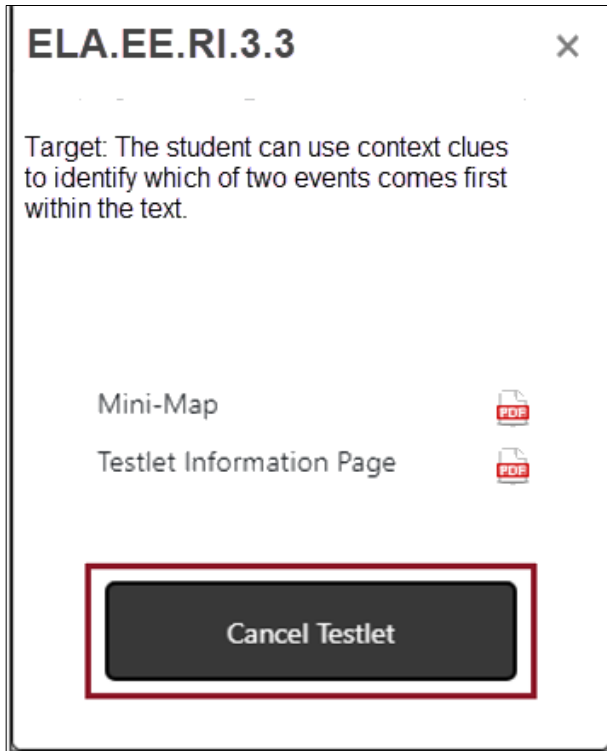 ELA.EE.RI.3.3 ×
Target: The student can use context clues
to identify which of two events comes first
within the text.
Mini-Map PDF
Testlet Information Page PDF
Cancel Testlet